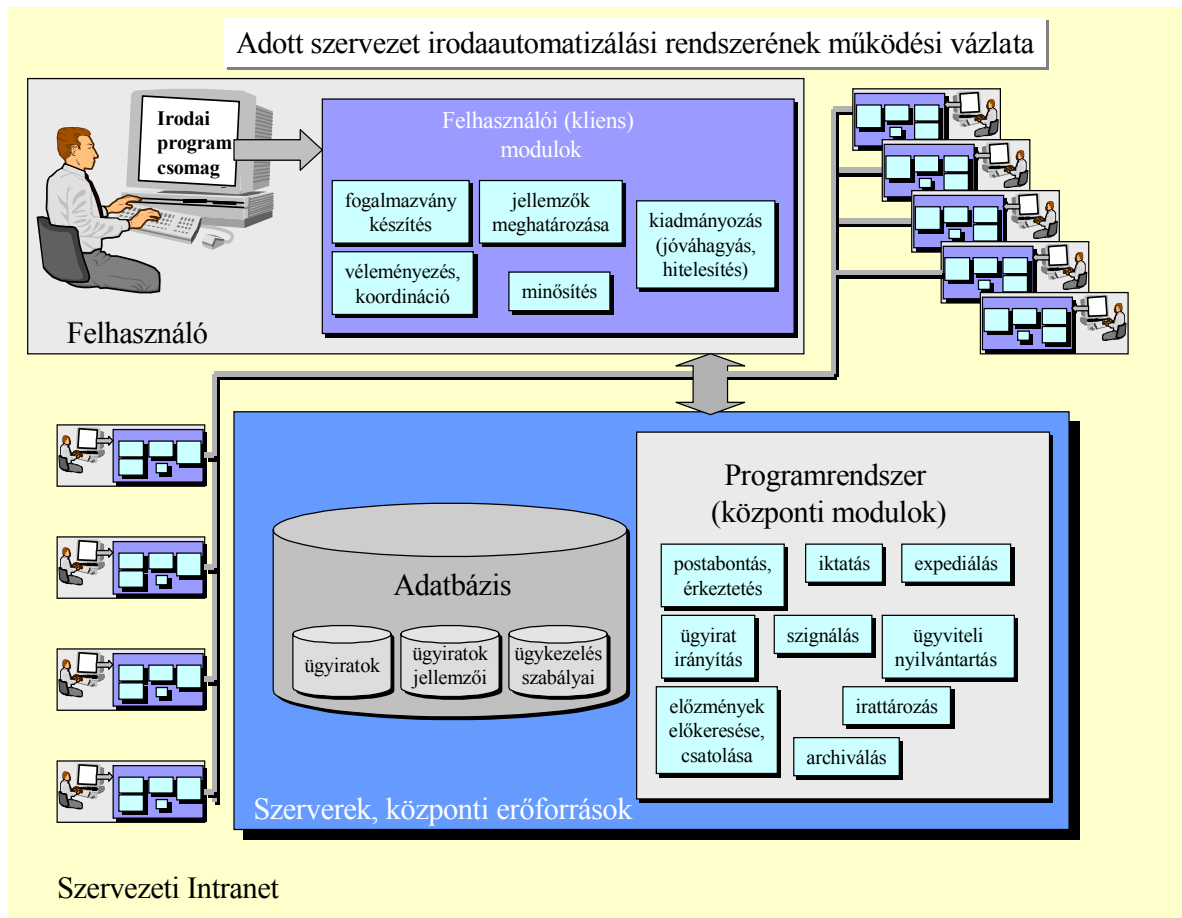 Adott szervezet irodaautomatizálási rendszerének működési vázlata
Irodai
program
csomag
Felhasználói (kliens)
modulok
fogalmazvány
készítés
jellemzők
meghatározása
kiadmányozás
(jóváhagyás,
hitelesítés)
véleményezés,
koordináció
minősítés
Felhasználó
Programrendszer
(központi modulok)
postabontás,
érkeztetés
iktatás
expediálás
ügyirat
irányítás
szignálás
ügyviteli
nyilvántartás
előzmények
előkeresése,
csatolása
irattározás
archiválás
Adatbázis
ügyiratok
ügyiratok
jellemzői
ügykezelés
szabályai
Szerverek, központi erőforrások
Szervezeti Intranet